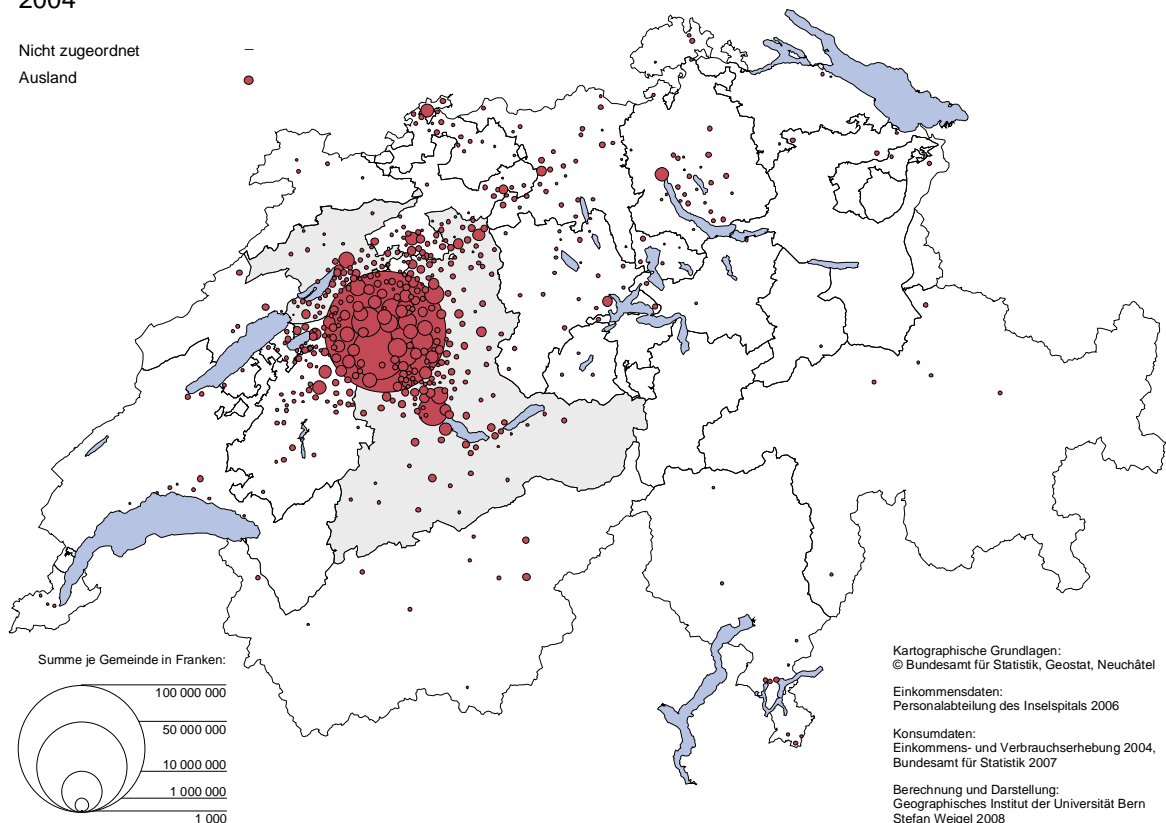 2004
Nicht zugeordnet –
Ausland
Summe je Gemeinde in Franken:
100 000 000
50 000 000
10 000 000
1 000 000
1 000
Kartographische Grundlagen:
© Bundesamt für Statistik, Geostat, Neuchâtel
Einkommensdaten:
Personalabteilung des Inselspitals 2006
Konsumdaten:
Einkommens- und Verbrauchserhebung 2004,
Bundesamt für Statistik 2007
Berechnung und Darstellung:
Geographisches Institut der Universität Bern
Stefan Weigel 2008